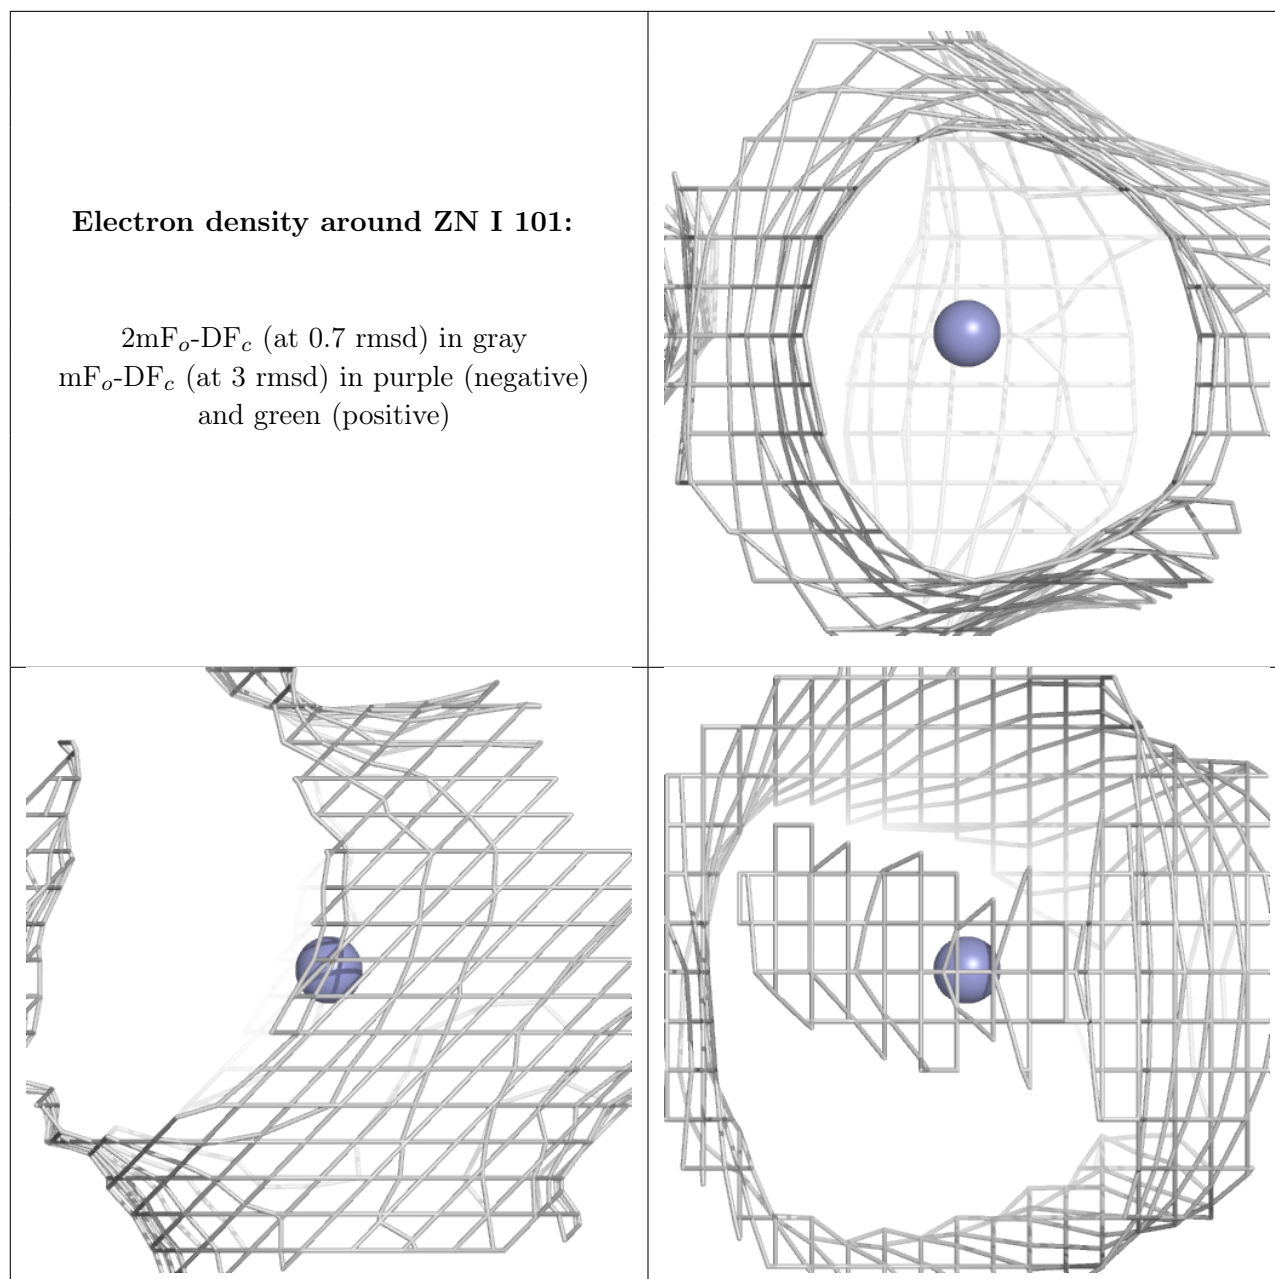 Electron density around ZN I 101:
2mFo-DFc (at 0.7 rmsd) in gray
mFo-DFc (at 3 rmsd) in purple (negative)
and green (positive)